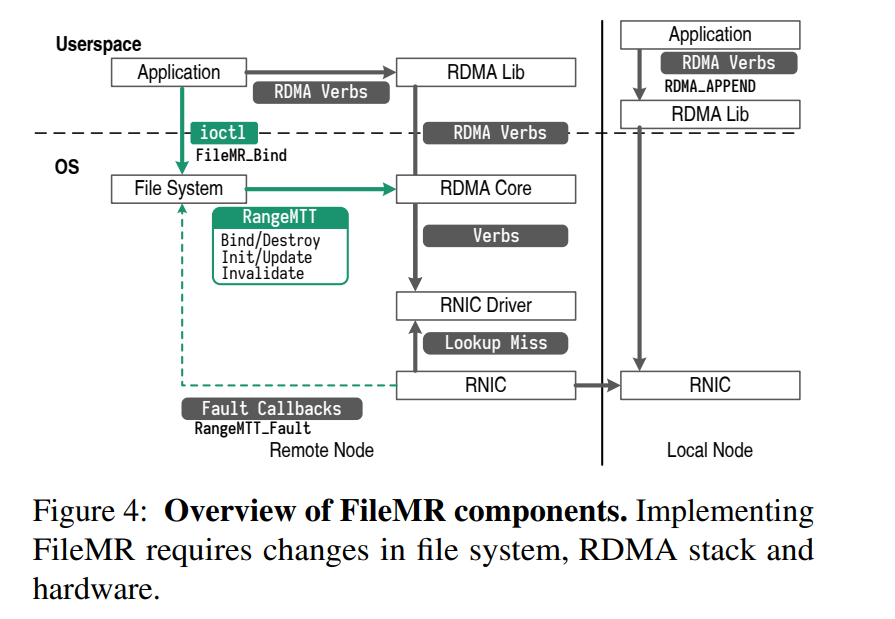 Userspace
Application
RDMA Lib
RDMA Verbs
ioctl
FileMR_Bind
RDMA Verbs
OS
File System
RDMA Core
RangeMTT
Bind/Destroy
Init/Update
Invalidate
Verbs
RNIC Driver
Lookup Miss
RNIC
Fault Callbacks
RangeMTT_Fault
Remote Node
Application
RDMA Verbs
RDMA_APPEND
RDMA Lib
RNIC
Local Node
Figure 4: Overview of FileMR components. Implementing
FileMR requires changes in file system, RDMA stack and
hardware.